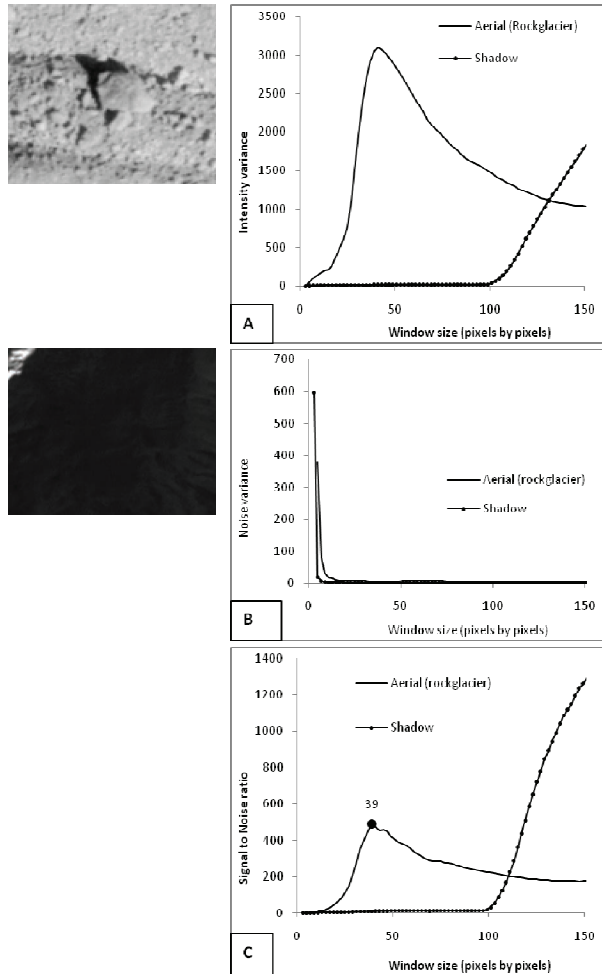 3500
3000
2500
2000
1500
1000
500
0
Intensity variance
Aerial (Rockglacier)
Shadow
0 50 100 150
Window size (pixels by pixels)
A
700
600
500
400
300
200
100
0
Noise variance
Aerial (rockglacier)
Shadow
0 50 100 150
Window size (pixels by pixels)
B
1400
1200
1000
800
600
400
200
0
Signal to Noise ratio
Aerial (rockglacier)
Shadow
39
0 50 100 150
Window size (pixels by pixels)
C